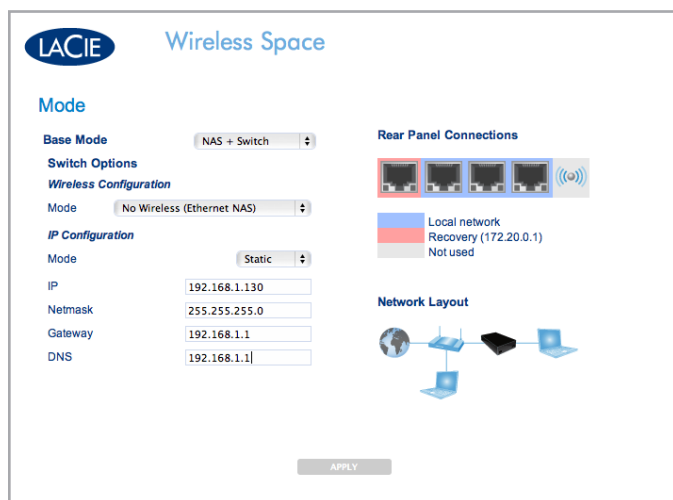 LACIE
Wireless Space
Mode
Base Mode
NAS + Switch
Switch Options
Wireless Configuration
Mode
No Wireless (Ethernet NAS)
IP Configuration
Mode
Static
IP
192.168.1.130
Netmask
255.255.255.0
Gateway
192.168.1.1
DNS
192.168.1.1
Rear Panel Connections
Local network
Recovery (172.20.0.1)
Not used
Network Layout
APPLY